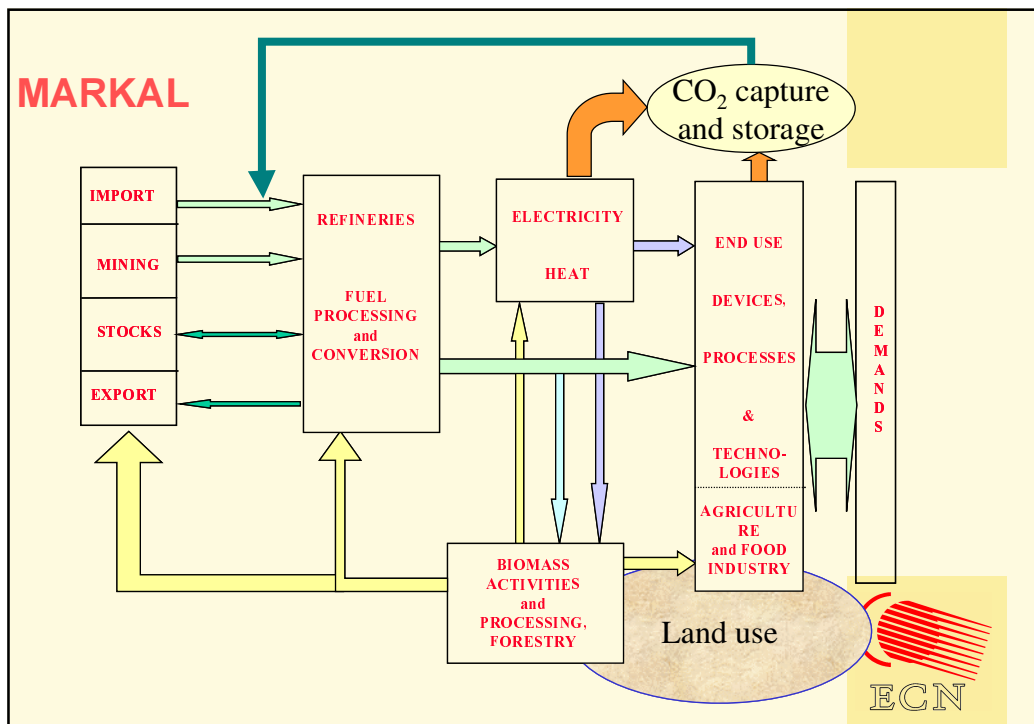 MARKAL
CO₂ capture
and storage
IMPORT
MINING
STOCKS
EXPORT
REFINERIES
FUEL
PROCESSING
and
CONVERSION
ELECTRICITY
HEAT
END USE
DEVICES,
PROCESSES
&
TECHNO-
LOGIES
AGRICULTU
RE
and FOOD
INDUSTRY
D
E
M
A
N
D
S
BIOMASS
ACTIVITIES
and
PROCESSING,
FORESTRY
Land use
ECN